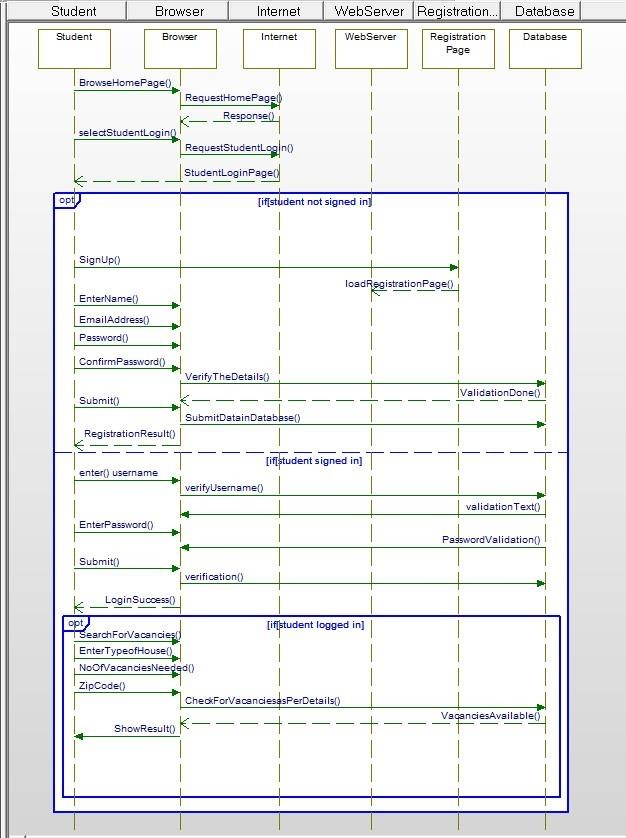 Student Browser Internet WebServer Registration... Database
Student Browser Internet WebServer Registration Database
Page
BrowseHomePage()
RequestHomePage()
Response()
selectStudentLogin()
RequestStudentLogin()
StudentLoginPage()
opt
[if[student not signed in]
SignUp()
loadRegistrationPage()
EnterName()
EmailAddress()
Password()
ConfirmPassword()
VerifyTheDetails()
ValidationDone()
Submit()
SubmitDatainDatabase()
RegistrationResult()
[if[student signed in]
enter() username
verifyUsername()
validationText()
EnterPassword()
PasswordValidation()
Submit()
verification()
LoginSuccess()
opt
[if[student logged in]
SearchForVacancies()
EnterTypeofHouse()
NoOfVacanciesNeeded()
ZipCode()
CheckForVacanciesasPerDetails()
VacanciesAvailable()
ShowResult()